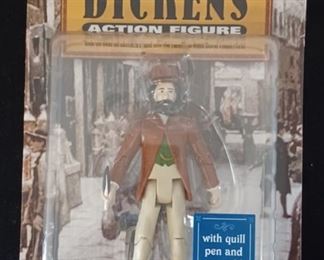 DICKENS
ACTION FIGURE
with quill
pen and